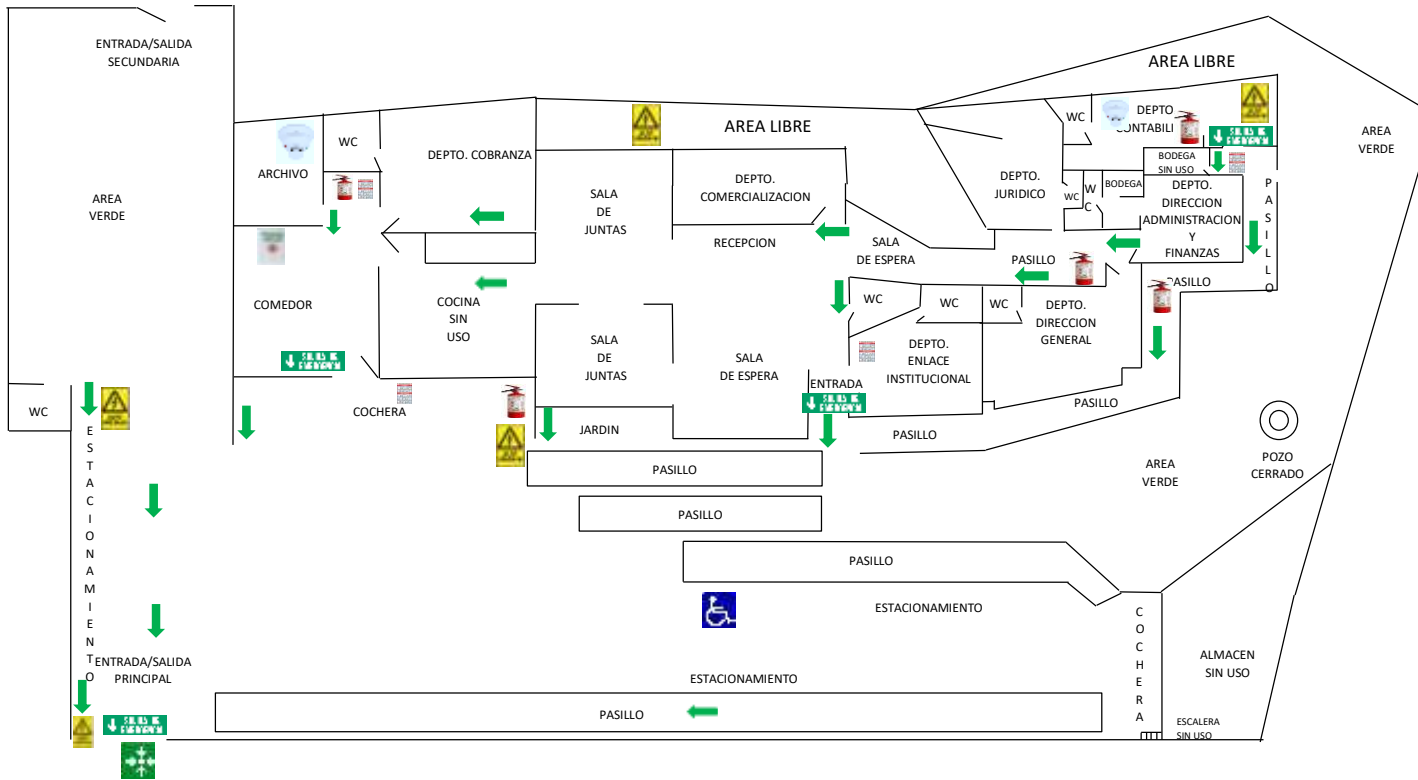 ENTRADA/SALIDA
SECUNDARIA
AREA LIBRE
AREA LIBRE
AREA
VERDE
AREA
VERDE
WC
ARCHIVO
DEPTO. COBRANZA
SALA
DE
JUNTAS
DEPTO.
COMERCIALIZACION
RECEPCION
SALA
DE ESPERA
DEPTO.
JURIDICO
WC
DEPTO
CONTABILI
BODEGA
SIN USO
BODEGA
WC
W
C
DEPTO.
DIRECCION
ADMINISTRACION
Y
FINANZAS
P
A
S
I
L
L
O
PASILLO
PASILLO
COMEDOR
COCINA
SIN
USO
SALA
DE
JUNTAS
SALA
DE ESPERA
WC
WC
WC
DEPTO.
DIRECCION
GENERAL
DEPTO.
ENLACE
INSTITUCIONAL
ENTRADA
SALIDA DE
EMERGENCIA
COCHERA
JARDIN
PASILLO
PASILLO
WC
E
S
T
A
C
I
O
N
A
M
I
E
N
T
O
PASILLO
PASILLO
PASILLO
AREA
VERDE
POZO
CERRADO
ESTACIONAMIENTO
C
O
C
H
E
R
A
ALMACEN
SIN USO
ENTRADA/SALIDA
PRINCIPAL
ESTACIONAMIENTO
PASILLO
ESCALERA
SIN USO